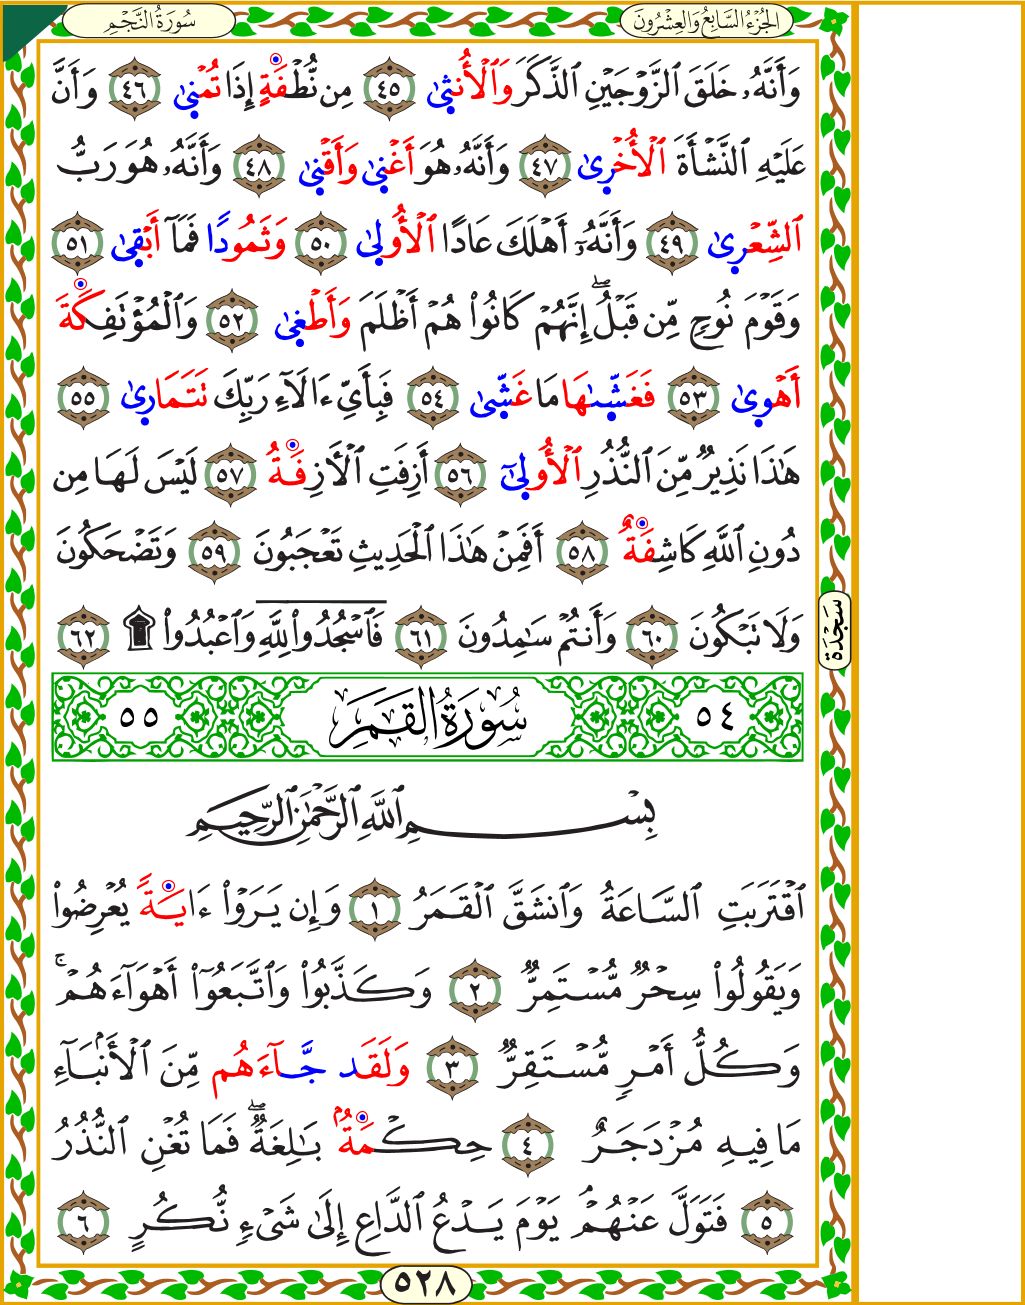 الجُزْءُ السَّابِعُ وَالعِشْرُونَ
سُورَةُ النَّجْمِ
وَأَنَّهُۥ خَلَقَ ٱلزَّوْجَيْنِ ٱلذَّكَرَ وَٱلْأُنثٜىٰ ٤٥ مِن نُّطْفَةٍ إِذَا تُمْنٜىٰ ٤٦ وَأَنَّ
عَلَيْهِ ٱلنَّشْأَةَ ٱلْأُخْرٜىٰ ٤٧ وَأَنَّهُۥ هُوَ أَغْنٜىٰ وَأَقْنٜىٰ ٤٨ وَأَنَّهُۥ هُوَ رَبُّ
ٱلشِّعْرٜىٰ ٤٩ وَأَنَّهُۥٓ أَهْلَكَ عَادًا ٱلْأُولٜىٰ ٥٠ وَثَمُودًا فَمَآ أَبْقٜىٰ ٥١
وَقَوْمَ نُوحٍ مِّن قَبْلُۖ إِنَّهُمْ كَانُوا۟ هُمْ أَظْلَمَ وَأَطْغٜىٰ ٥٢ وَٱلْمُؤْتَفِكَةَ
أَهْوٜىٰ ٥٣ فَغَشّٜىٰهَا مَا غَشّٜىٰ ٥٤ فَبِأَىِّ ءَالَآءِ رَبِّكَ تَتَمَارٜىٰ ٥٥
هَٰذَا نَذِيرٌ مِّنَ ٱلنُّذُرِ ٱلْأُولٜىٰٓ ٥٦ أَزِفَتِ ٱلْأَزِفَةُ ٥٧ لَيْسَ لَهَا مِن
دُونِ ٱللَّهِ كَاشِفَةٌ ٥٨ أَفَمِنْ هَٰذَا ٱلْحَدِيثِ تَعْجَبُونَ ٥٩ وَتَضْحَكُونَ
وَلَا تَبْكُونَ ٦٠ وَأَنتُمْ سَٰمِدُونَ ٦١ فَٱسْجُدُوا۟ لِلَّهِ وَٱعْبُدُوا۟ ۩ ٦٢
سَجْدَة
٥٤ سُورَةُ القَمَرِ ٥٥
بِسْمِ ٱللَّهِ ٱلرَّحْمَٰنِ ٱلرَّحِيمِ
ٱقْتَرَبَتِ ٱلسَّاعَةُ وَٱنشَقَّ ٱلْقَمَرُ ١ وَإِن يَرَوْا۟ ءَايَةً يُعْرِضُوا۟
وَيَقُولُوا۟ سِحْرٌ مُّسْتَمِرٌّ ٢ وَكَذَّبُوا۟ وَٱتَّبَعُوٓا۟ أَهْوَآءَهُمْۚ
وَكُلُّ أَمْرٍ مُّسْتَقِرٌّ ٣ وَلَقَد جَّآءَهُم مِّنَ ٱلْأَنۢبَآءِ
مَا فِيهِ مُزْدَجَرٌ ٤ حِكْمَةٌۢ بَٰلِغَةٌۖ فَمَا تُغْنِ ٱلنُّذُرُ
٥ فَتَوَلَّ عَنْهُمْۘ يَوْمَ يَدْعُ ٱلدَّاعِ إِلَىٰ شَىْءٍ نُّكُرٍ ٦
٥٢٨